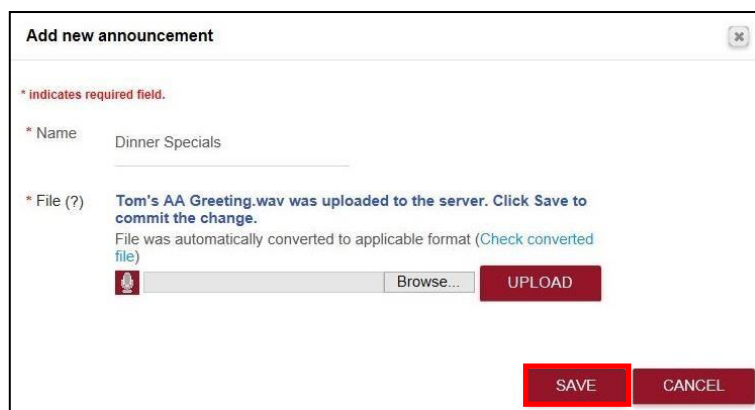 Add new announcement
* indicates required field.
* Name
Dinner Specials
* File (?)
Tom's AA Greeting.wav was uploaded to the server. Click Save to
commit the change.
File was automatically converted to applicable format (Check converted
file)
Browse...
UPLOAD
SAVE
CANCEL